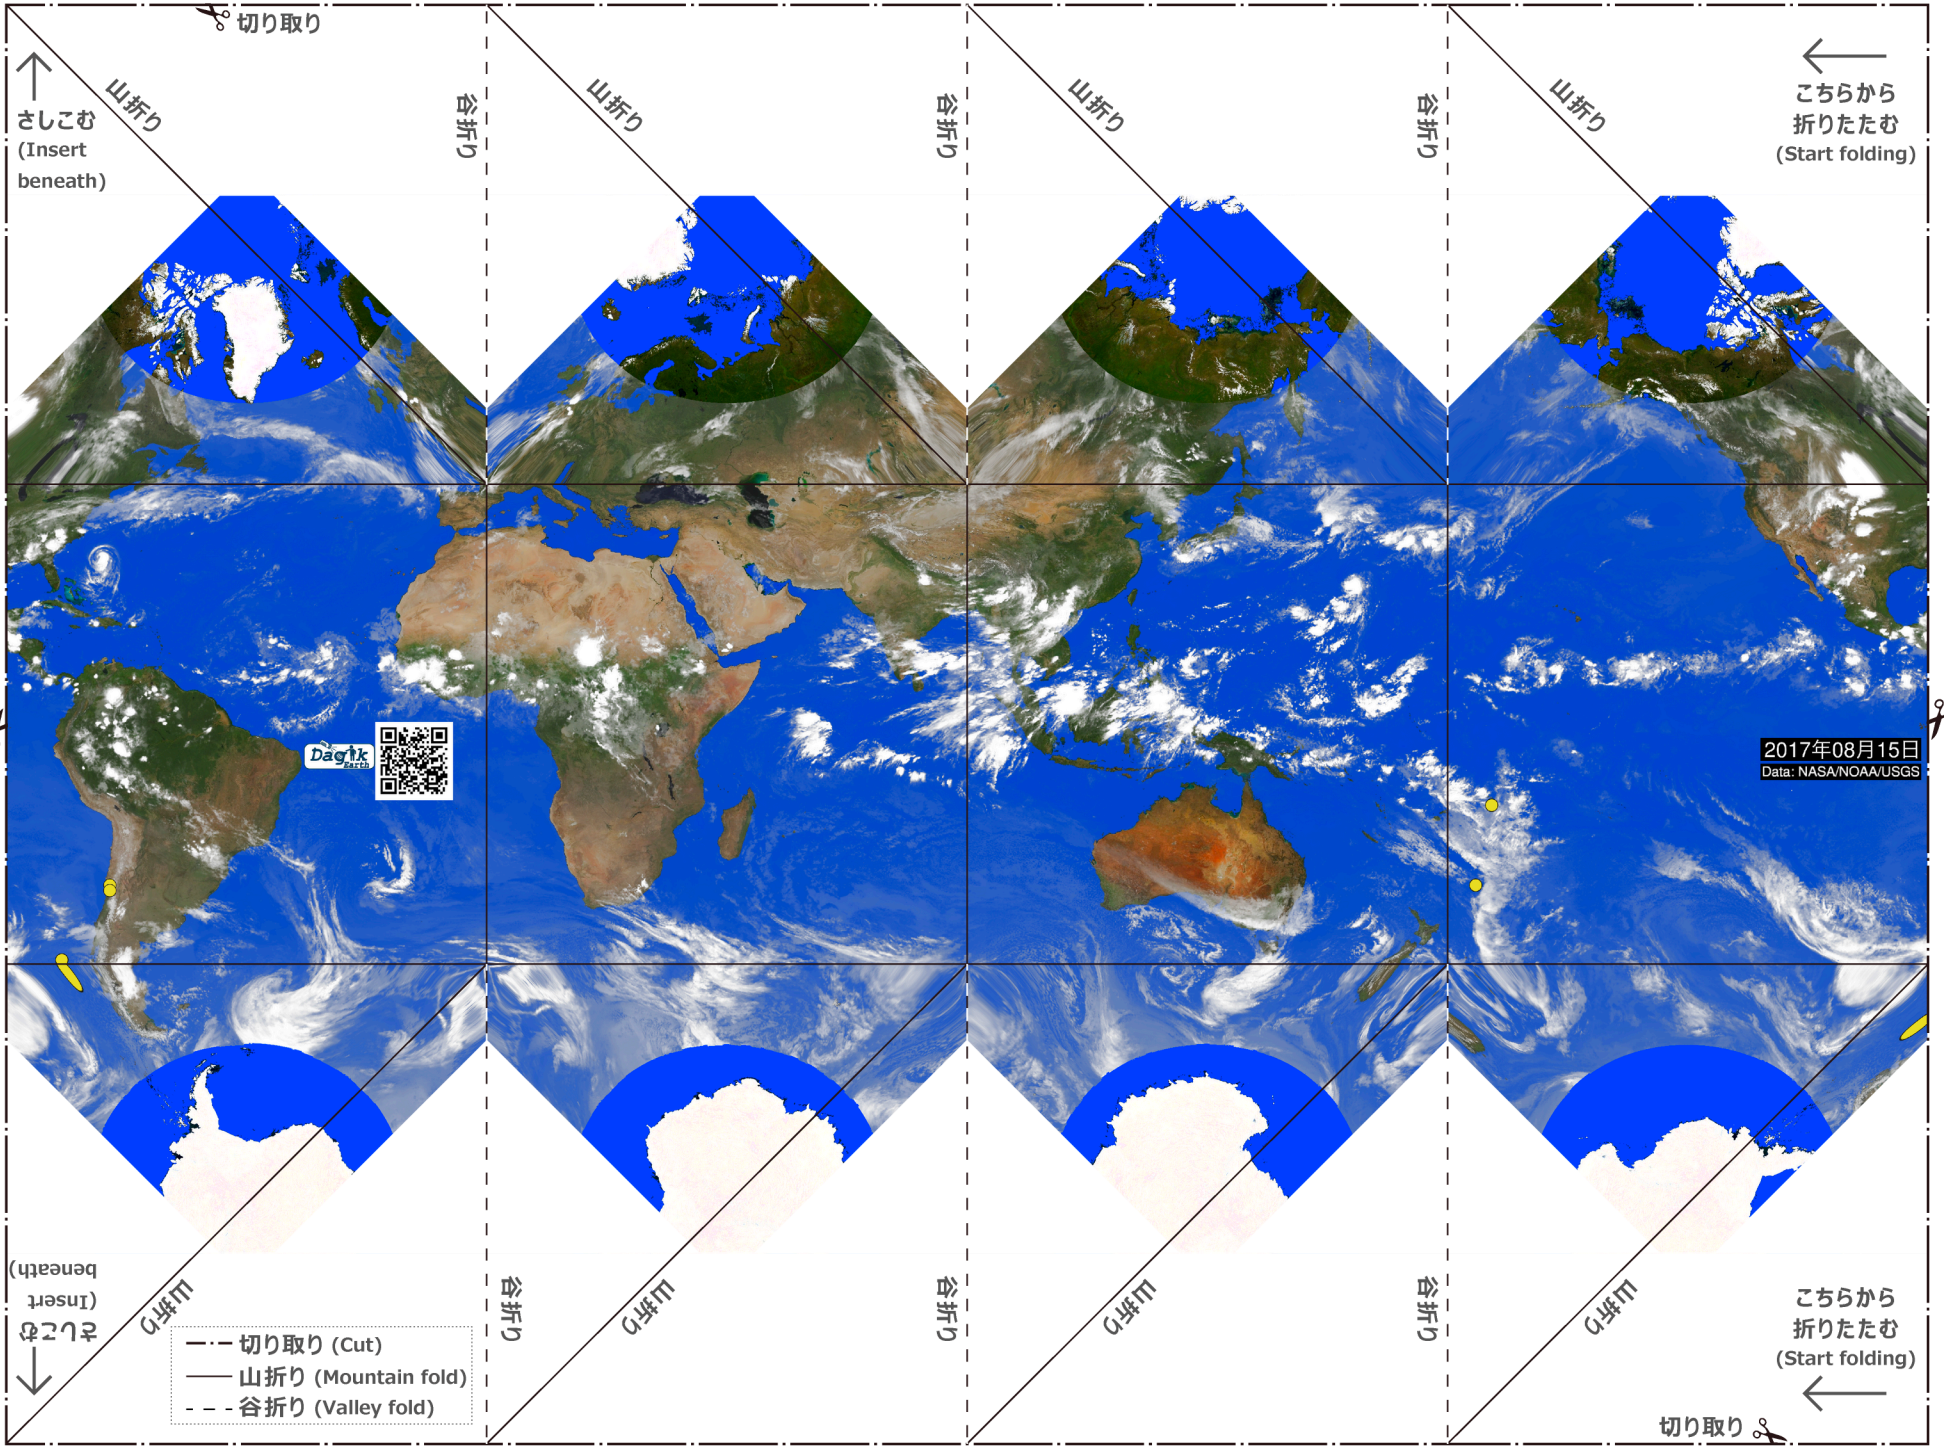 切り取り
山折り
谷折り
山折り
谷折り
山折り
谷折り
山折り
さしこむ
(Insert
beneath)
こちらから
折りたたむ
(Start folding)
Dagik
Earth
2017年08月15日
Data: NASA/NOAA/USGS
さしこむ
(Insert
beneath)
山折り
谷折り
山折り
谷折り
山折り
谷折り
山折り
こちらから
折りたたむ
(Start folding)
切り取り (Cut)
山折り (Mountain fold)
谷折り (Valley fold)
切り取り